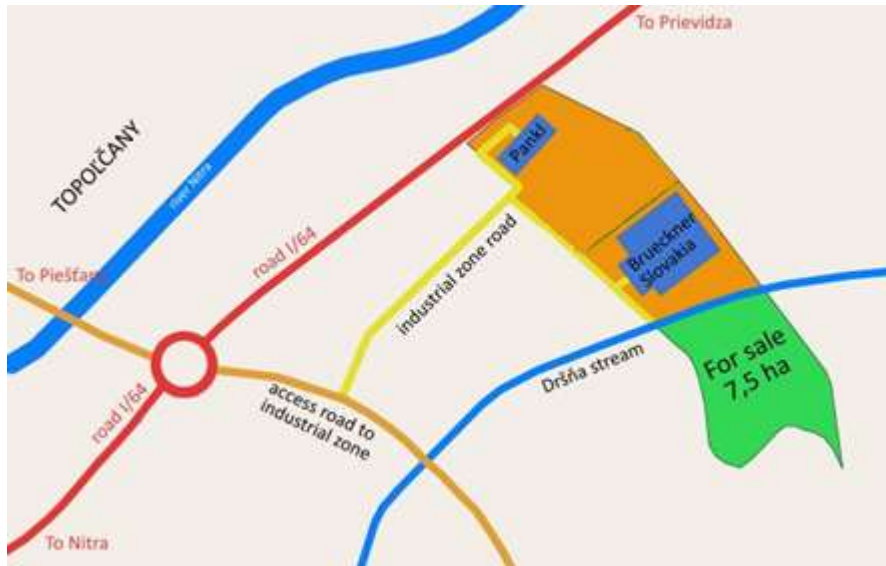 To Prievidza
TOPOĽČANY
river Nitra
Pankl
road I/64
To Piešťany
industrial zone road
Brueckner
Slovakia
Dršňa stream
For sale
7,5 ha
road I/64
access road to
industrial zone
To Nitra